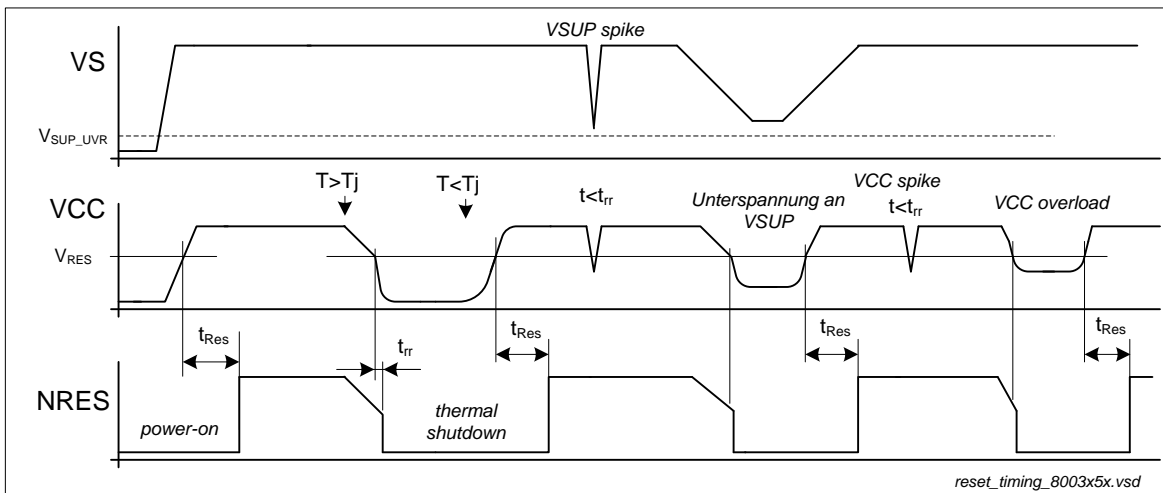 VSUP spike
VS
VSUP_UVR
T>Tj
T<Tj
VCC
t<trr
Unterspannung an
VSUP
VCC spike
t<trr
VCC overload
VRES
tRes
trr
tRes
tRes
tRes
NRES
power-on
thermal
shutdown
reset_timing_8003x5x.vsd